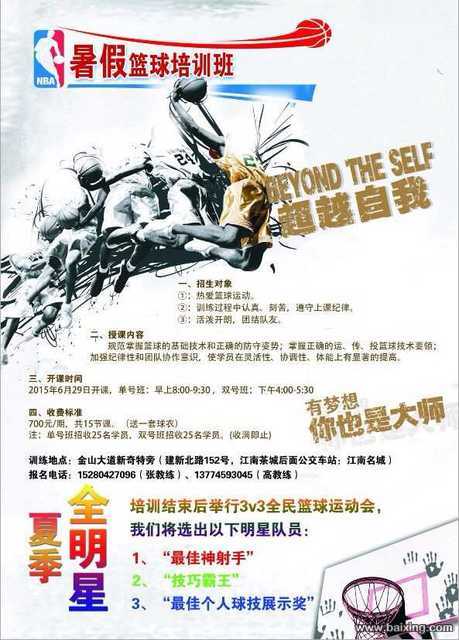 NBA
暑假篮球培训班
24
BEYOND THE SELF
超越自我
一、招生对象
①：热爱篮球运动。
②：训练过程中认真、刻苦，遵守上课纪律。
③：活泼开朗，团结队友。
二、授课内容
规范掌握篮球的基础技术和正确的防守姿势；掌握正确的运、传、投篮球技术要领；
加强纪律性和团队协作意识，使学员在灵活性、协调性、体能上有显著的提高。
三、开课时间
2015年6月29日开课，单号班：早上8:00-9:30，双号班：下午4:00-5:30
四、收费标准
700元/期，共15节课。（送一套球衣）
注：单号班招收25名学员，双号班招收25名学员。(收满即止)
有梦想
你也是大师
训练地点：金山大道新奇特旁（建新北路152号，江南茶城后面公交车站：江南名城）
报名电话：15280427096（张教练）、13774593045（高教练）
夏季
全明星
培训结束后举行3v3全民篮球运动会，
我们将选出以下明星队员：
1、“最佳神射手”
2、“技巧霸王”
3、“最佳个人球技展示奖”
www.baixing.com